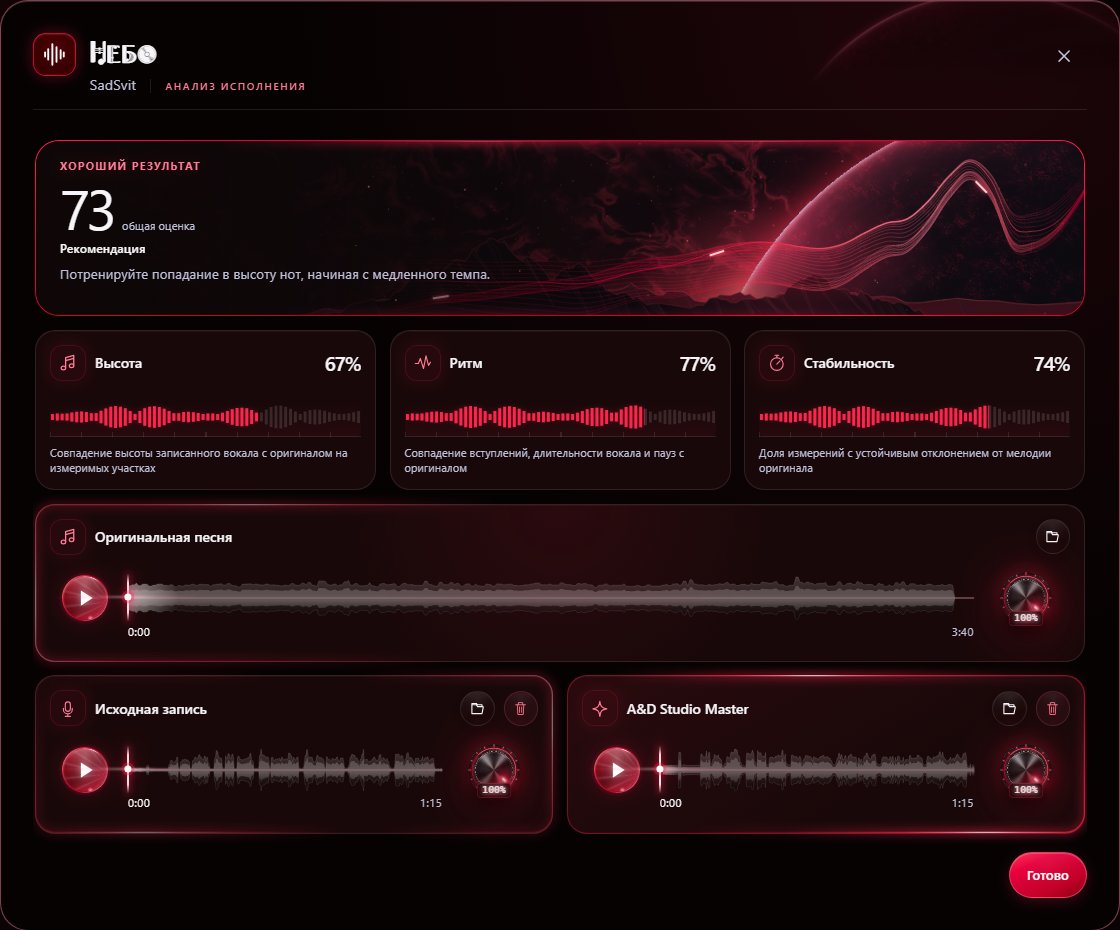 Небо
SadSvit
АНАЛИЗ ИСПОЛНЕНИЯ
ХОРОШИЙ РЕЗУЛЬТАТ
73 общая оценка
Рекомендация
Потренируйте попадание в высоту нот, начиная с медленного темпа.
Высота 67%
Совпадение высоты записанного вокала с оригиналом на
измеримых участках
Ритм 77%
Совпадение вступлений, длительности вокала и пауз с
оригиналом
Стабильность 74%
Доля измерений с устойчивым отклонением от мелодии
оригинала
Оригинальная песня
100%
0:00 3:40
Исходная запись
100%
0:00 1:15
A&D Studio Master
100%
0:00 1:15
Готово